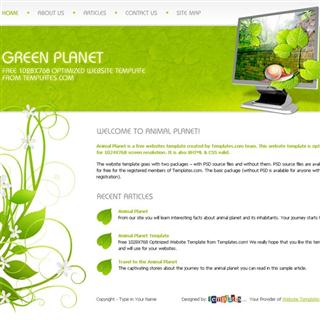 HOME • ABOUT US • ARTICLES • CONTACT US • SITE MAP
GREEN PLANET
FREE 1028X768 OPTIMIZED WEBSITE TEMPLATE
FROM TEMPLATES.COM
WELCOME TO ANIMAL PLANET!
Animal Planet is a free websites template created by Templates.com team. This website template is opti
for 1024X768 screen resolution. It is also XHTML & CSS valid.
The website template goes with two packages – with PSD source files and without them. PSD source files are
for free for the registered members of Templates.com. The basic package (without PSD is available for anyone with
registration).
RECENT ARTICLES
Animal Planet
From our site you will learn interesting facts about animal planet and its inhabitants. Your journey starts
Animal Planet Template
free 1028X768 Optimized Website Template from Templates.com! We really hope that you like this
and will use for your websites.
Travel to the Animal Planet
The captivating stories about the journey to the animal planet you can read in this sample article.
Copyright - Type in Your Name Designed by: Templates Your Provider of Website Templates